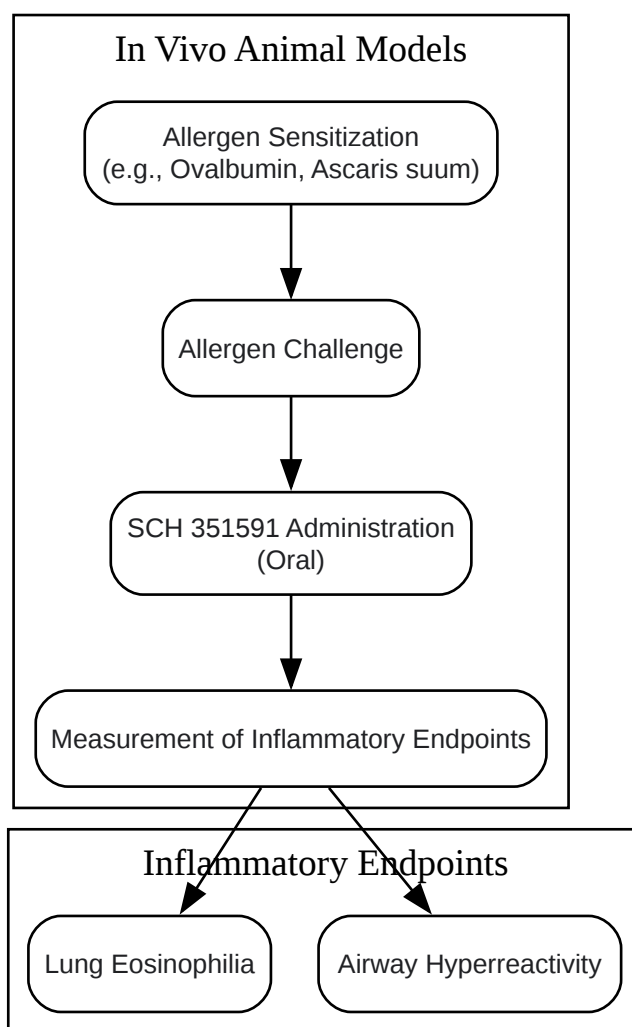 In Vivo Animal Models
Allergen Sensitization
(e.g., Ovalbumin, Ascaris suum)
Allergen Challenge
SCH 351591 Administration
(Oral)
Measurement of Inflammatory Endpoints
Inflammatory Endpoints
Lung Eosinophilia
Airway Hyperreactivity